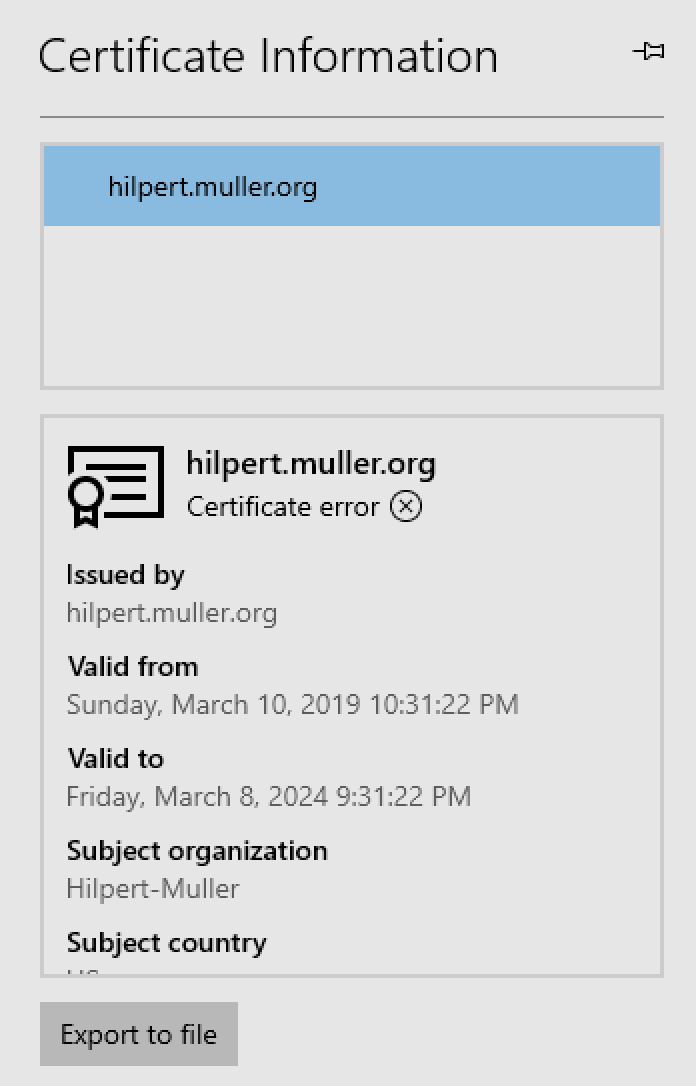 Certificate Information
hilpert.muller.org
hilpert.muller.org
Certificate error
Issued by
hilpert.muller.org
Valid from
Sunday, March 10, 2019 10:31:22 PM
Valid to
Friday, March 8, 2024 9:31:22 PM
Subject organization
Hilpert-Muller
Subject country
Export to file